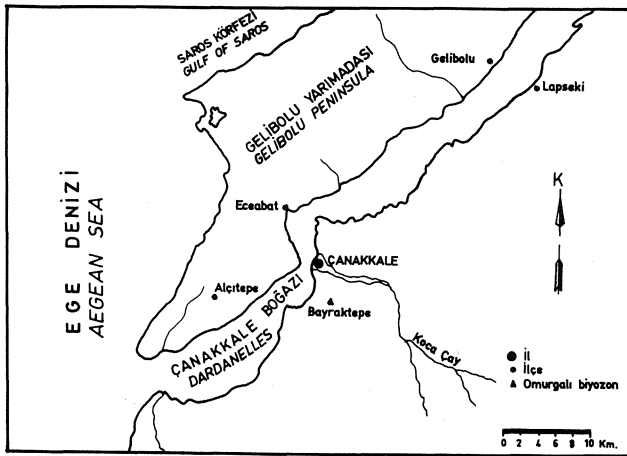 SAROS KÖRFEZİ
GULF OF SAROS
Gelibolu
Lapseki
GELİBOLU YARIMADASI
GELİBOLU PENINSULA
EGE DENİZİ
AEGEAN SEA
K
Eceabat
ÇANAKKALE
Alçıtepe
Bayraktepe
ÇANAKKALE BOĞAZI
DARDANELLES
Koca Çay
İl
İlçe
Omurgalı biyozon
0 2 4 6 8 10 Km.